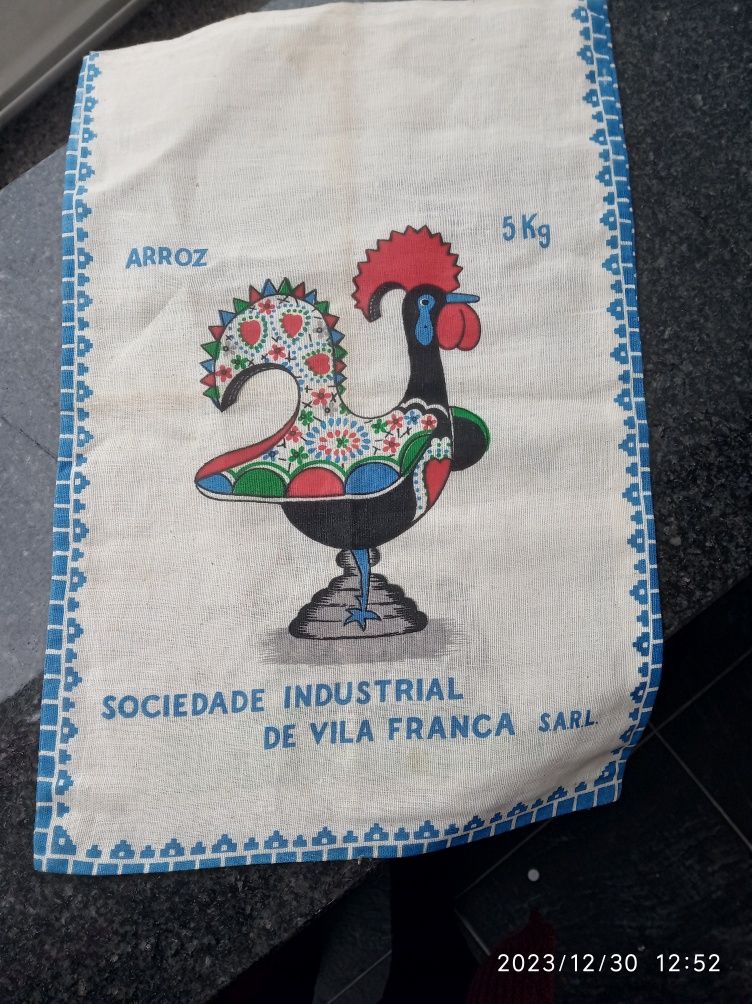 ARROZ
5 Kg
SOCIEDADE INDUSTRIAL
DE VILA FRANCA SARL.
2023/12/30 12:52